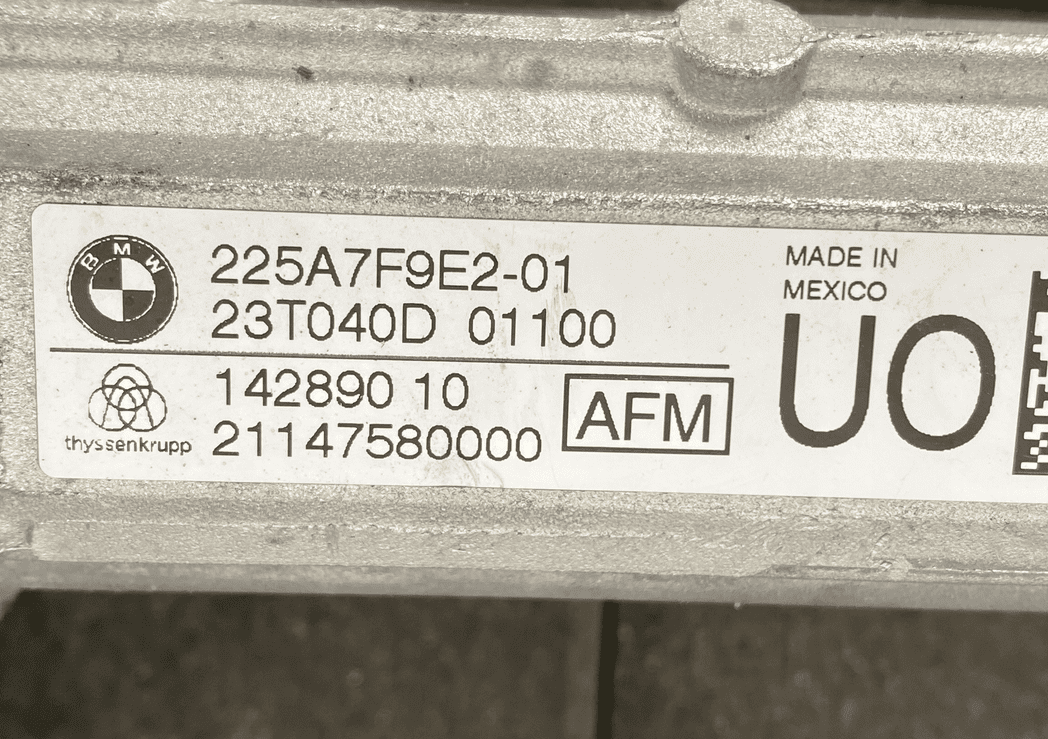 BMW
225A7F9E2-01
23T040D 01100
thyssenkrupp
142890 10
21147580000
AFM
MADE IN
MEXICO
UO